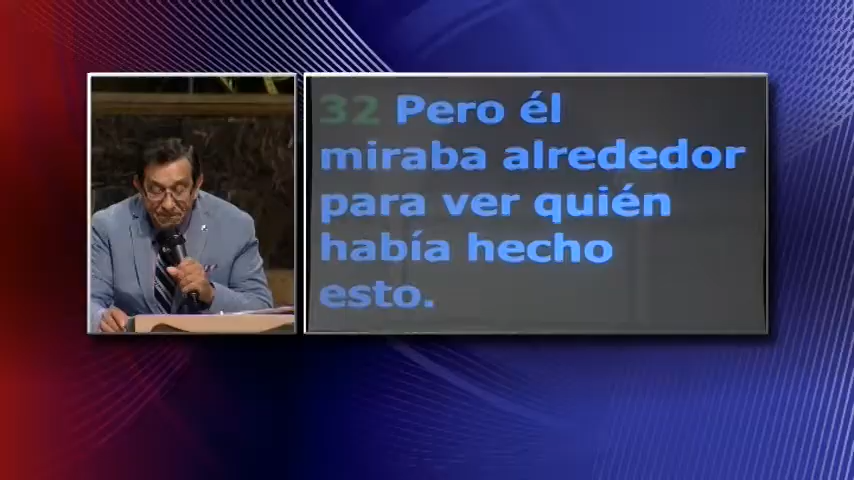 32 Pero él
miraba alrededor
para ver quién
había hecho
esto.